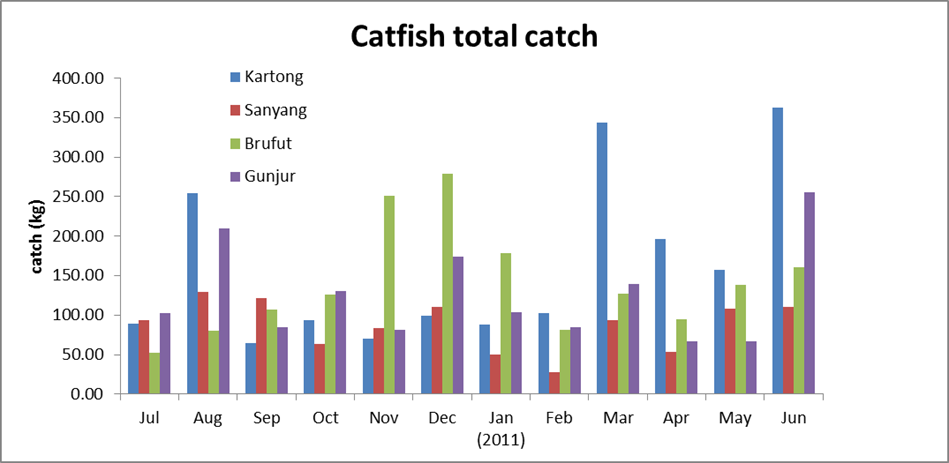 Catfish total catch
Kartong
Sanyang
Brufut
Gunjur
catch (kg)
400.00
350.00
300.00
250.00
200.00
150.00
100.00
50.00
0.00
Jul Aug Sep Oct Nov Dec Jan Feb Mar Apr May Jun
(2011)